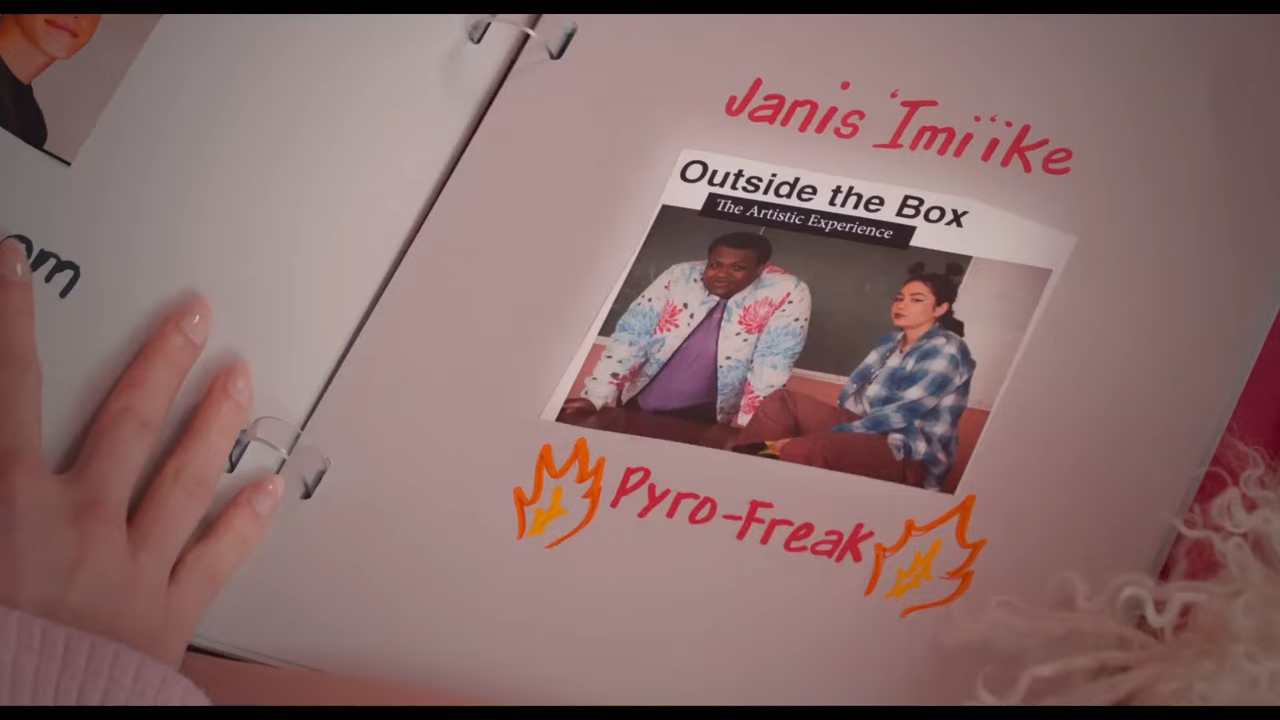 Janis 'Imi'ike
Outside the Box
The Artistic Experience
Pyro-Freak